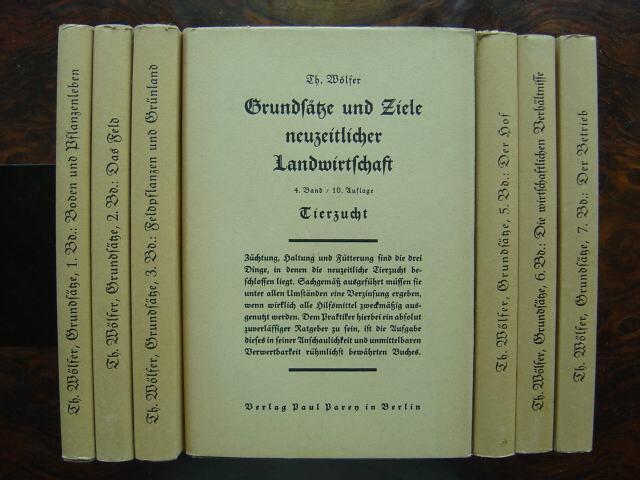 Th. Wölfer, Grundsätze, 1. Bd.: Boden und Pflanzenleben
Th. Wölfer, Grundsätze, 2. Bd.: Das Feld
Th. Wölfer, Grundsätze, 3. Bd.: Feldpflanzen und Grünland
Th. Wölfer
Grundsätze und Ziele
neuzeitlicher
Landwirtschaft
4. Band / 10. Auflage
Tierzucht
Züchtung, Haltung und Fütterung sind die drei
Dinge, in denen die neuzeitliche Tierzucht be-
schlossen liegt. Sachgemäß ausgeführt müssen sie
unter allen Umständen eine Verzinsung ergeben,
wenn wirklich alle Hilfsmittel zweckmäßig aus-
genutzt werden. Dem Praktiker hierbei ein absolut
zuverlässiger Ratgeber zu sein, ist die Aufgabe
dieses in seiner Anschaulichkeit und unmittelbaren
Verwertbarkeit rühmlichst bewährten Buches.
Verlag Paul Parey in Berlin
Th. Wölfer, Grundsätze, 5. Bd.: Der Hof
Th. Wölfer, Grundsätze, 6. Bd.: Die wirtschaftlichen Verhältnisse
Th. Wölfer, Grundsätze, 7. Bd.: Der Betrieb